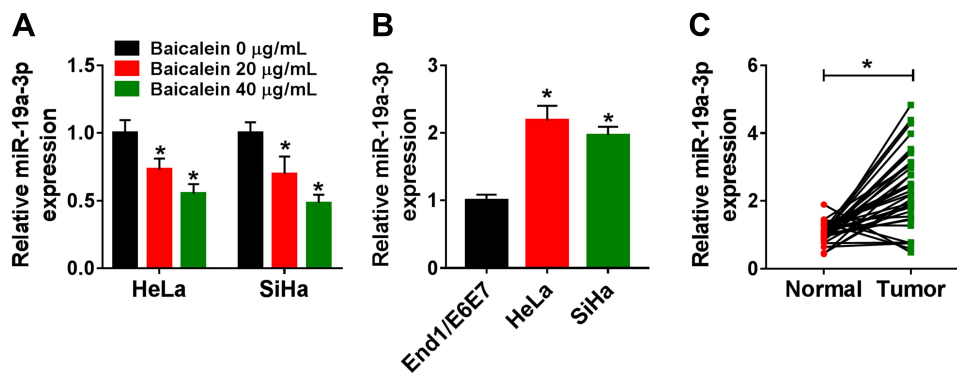 A
Baicalein 0 µg/mL
Baicalein 20 µg/mL
Baicalein 40 µg/mL
Relative miR-19a-3p
expression
1.5
1.0
0.5
0.0
* * * *
HeLa SiHa
B
Relative miR-19a-3p
expression
3
2
1
0
* *
End1/E6E7 HeLa SiHa
C
Relative miR-19a-3p
expression
6
4
2
0
*
Normal Tumor